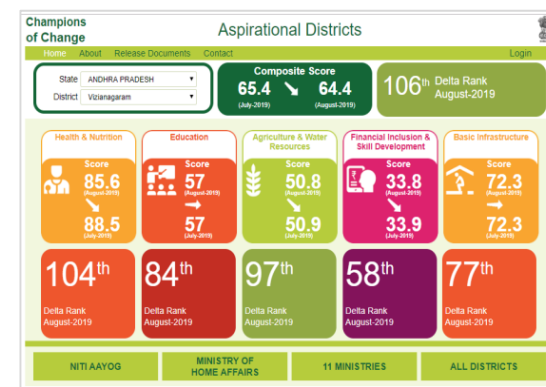 Champions
of Change
Aspirational Districts
Home About Release Documents Contact Login
State ANDHRA PRADESH
District Vizianagaram
Composite Score
65.4 64.4
(July-2019) (August-2019)
106th Delta Rank
August-2019
Health & Nutrition
Score
85.6
(August-2019)
88.5
(July-2019)
Education
Score
57
(August-2019)
57
(July-2019)
Agriculture & Water
Resources
Score
50.8
(August-2019)
50.9
(July-2019)
Financial Inclusion &
Skill Development
Score
33.8
(August-2019)
33.9
(July-2019)
Basic Infrastructure
Score
72.3
(August-2019)
72.3
(July-2019)
104th
Delta Rank
August-2019
84th
Delta Rank
August-2019
97th
Delta Rank
August-2019
58th
Delta Rank
August-2019
77th
Delta Rank
August-2019
NITI AAYOG
MINISTRY OF
HOME AFFAIRS
11 MINISTRIES
ALL DISTRICTS